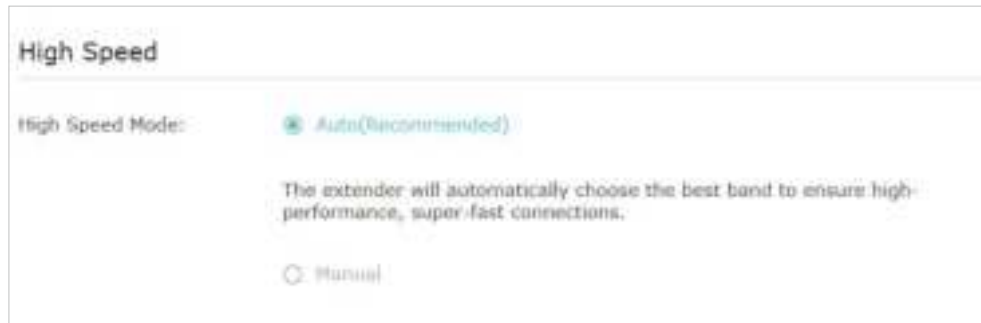 High Speed
High Speed Mode: Auto(Recommended)
The extender will automatically choose the best band to ensure high-
performance, super-fast connections.
Manual